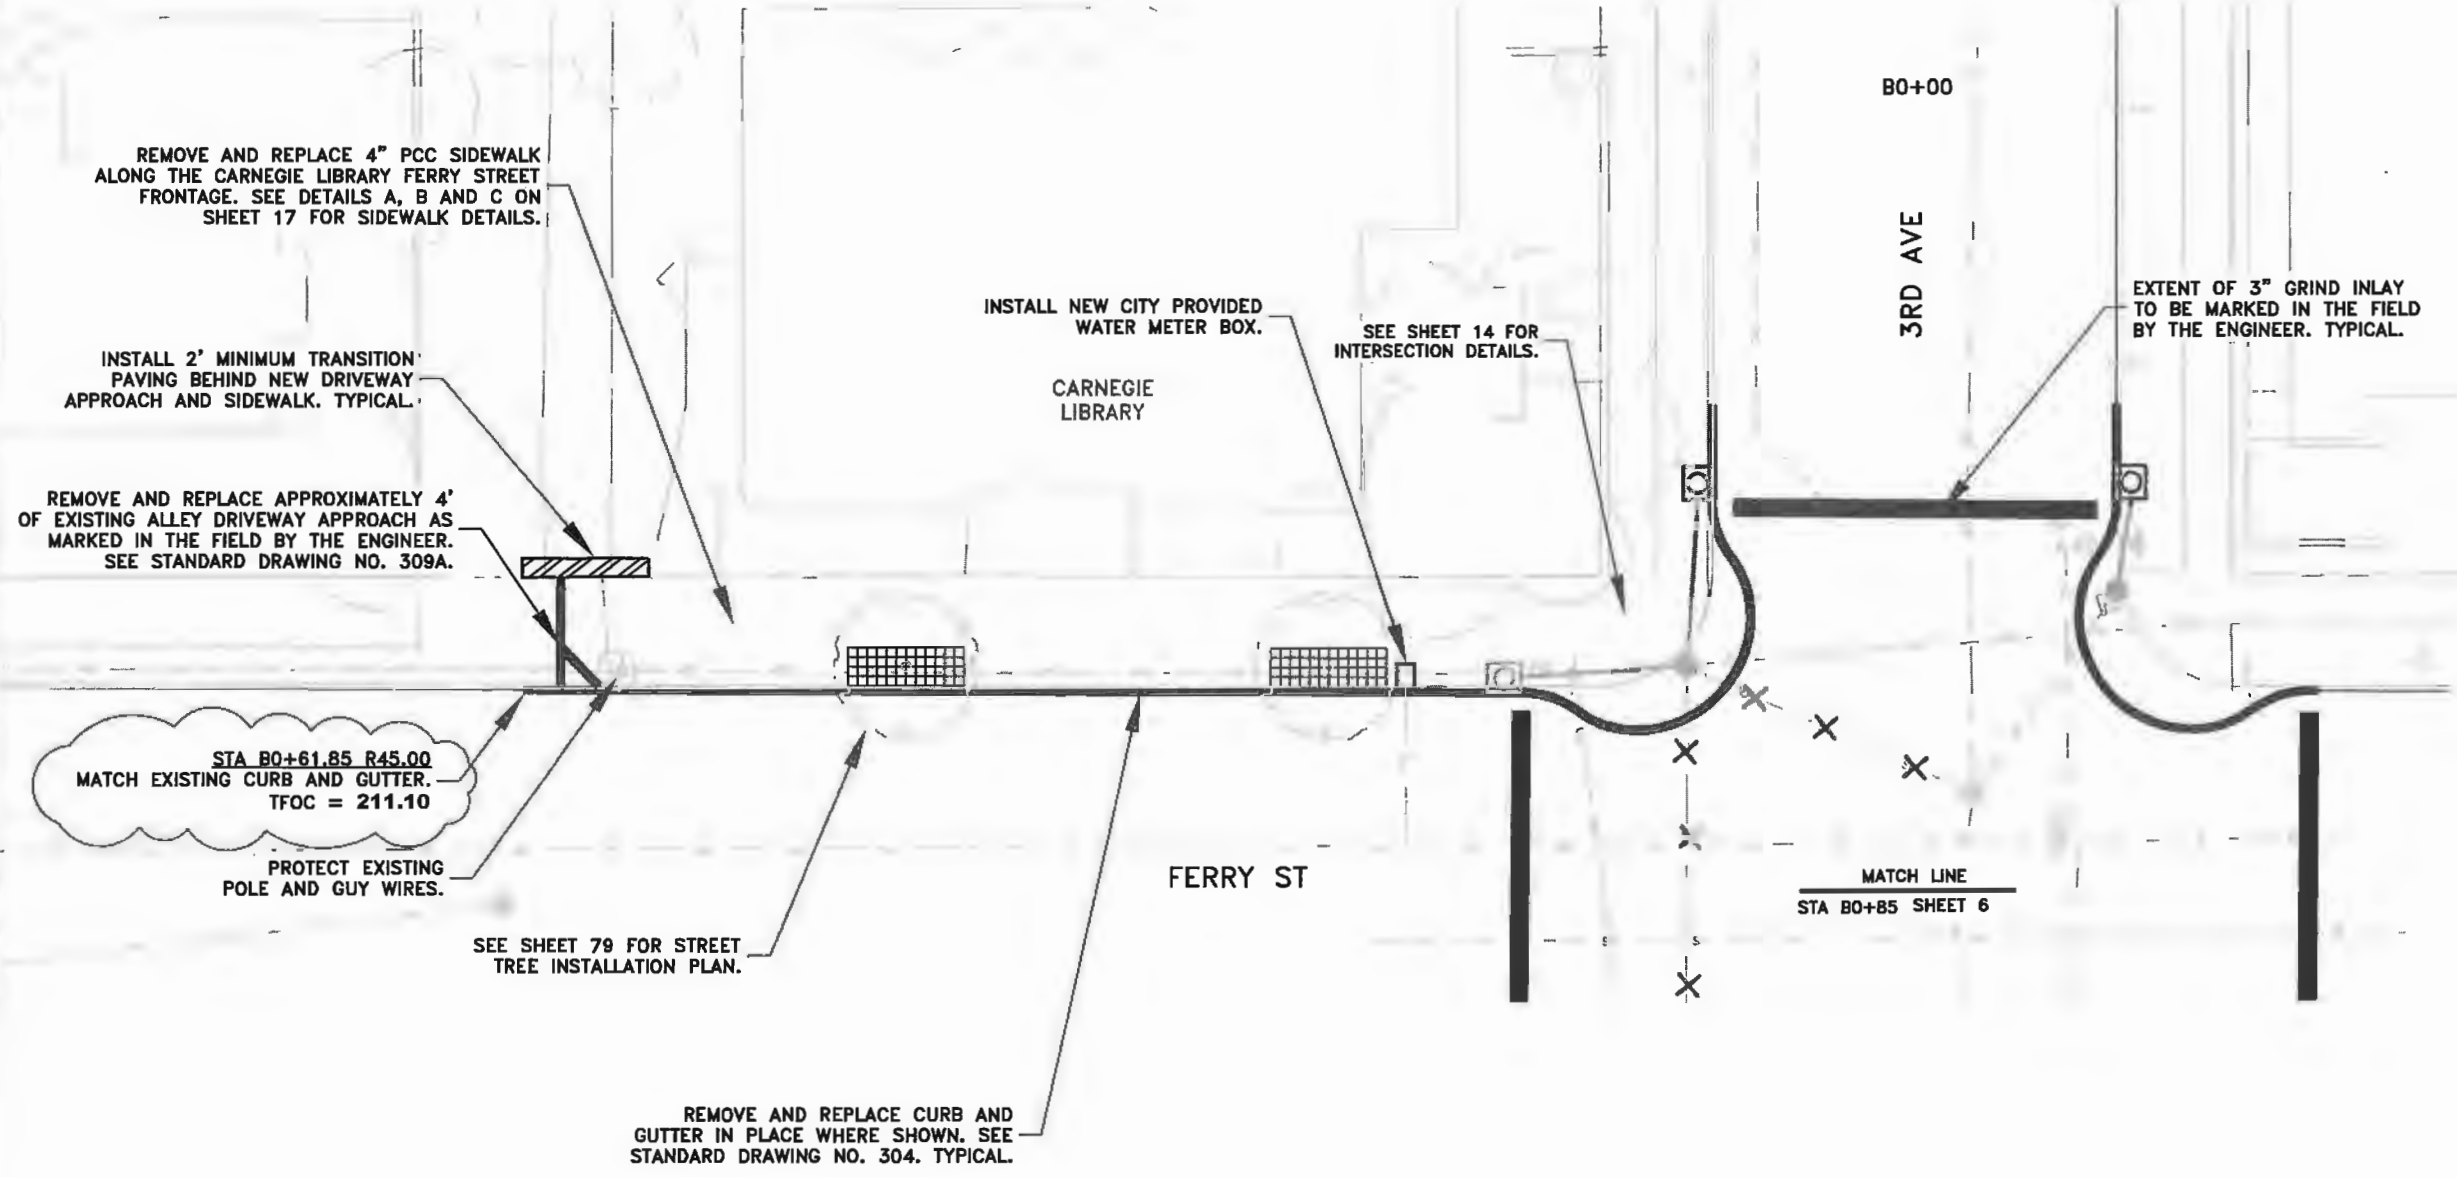 B0+00
3RD AVE
REMOVE AND REPLACE 4" PCC SIDEWALK
ALONG THE CARNEGIE LIBRARY FERRY STREET
FRONTAGE. SEE DETAILS A, B AND C ON
SHEET 17 FOR SIDEWALK DETAILS.
INSTALL NEW CITY PROVIDED
WATER METER BOX.
SEE SHEET 14 FOR
INTERSECTION DETAILS.
EXTENT OF 3" GRIND INLAY
TO BE MARKED IN THE FIELD
BY THE ENGINEER. TYPICAL.
INSTALL 2' MINIMUM TRANSITION
PAVING BEHIND NEW DRIVEWAY
APPROACH AND SIDEWALK. TYPICAL.
CARNEGIE
LIBRARY
REMOVE AND REPLACE APPROXIMATELY 4'
OF EXISTING ALLEY DRIVEWAY APPROACH AS
MARKED IN THE FIELD BY THE ENGINEER.
SEE STANDARD DRAWING NO. 309A.
STA B0+61.85 R45.00
MATCH EXISTING CURB AND GUTTER.
TFOC = 211.10
PROTECT EXISTING
POLE AND GUY WIRES.
FERRY ST
MATCH LINE
STA B0+85 SHEET 6
SEE SHEET 79 FOR STREET
TREE INSTALLATION PLAN.
REMOVE AND REPLACE CURB AND
GUTTER IN PLACE WHERE SHOWN. SEE
STANDARD DRAWING NO. 304. TYPICAL.